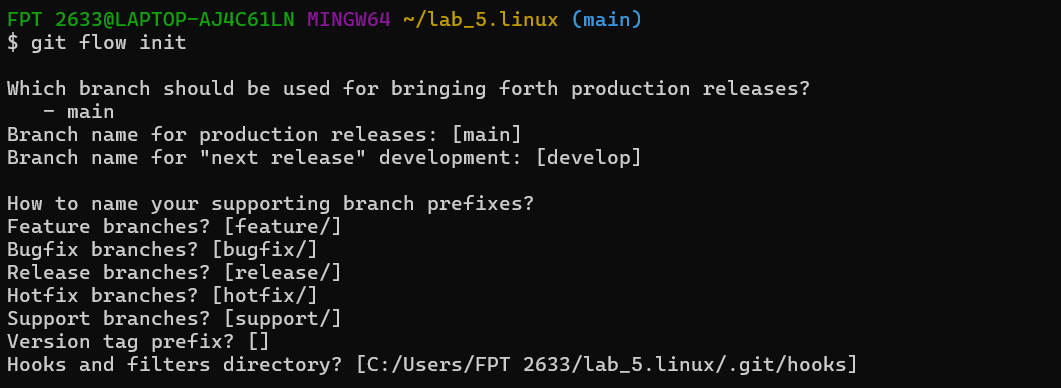 FPT 2633@LAPTOP-AJ4C61LN MINGW64 ~/lab_5.linux (main)
$ git flow init
Which branch should be used for bringing forth production releases?
   - main
Branch name for production releases: [main]
Branch name for "next release" development: [develop]
How to name your supporting branch prefixes?
Feature branches? [feature/]
Bugfix branches? [bugfix/]
Release branches? [release/]
Hotfix branches? [hotfix/]
Support branches? [support/]
Version tag prefix? []
Hooks and filters directory? [C:/Users/FPT 2633/lab_5.linux/.git/hooks]